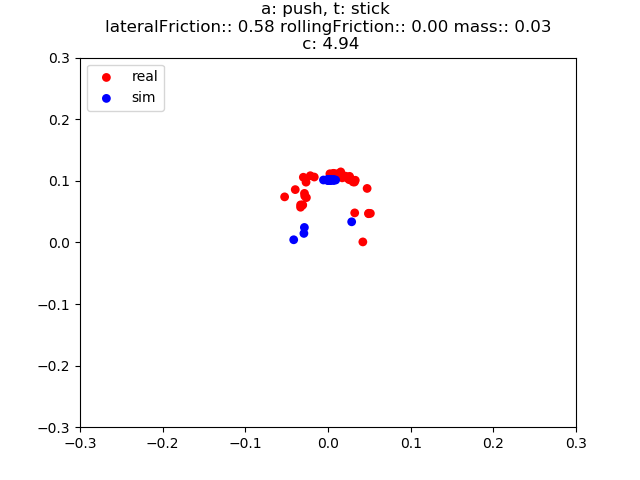 a: push, t: stick
lateralFriction:: 0.58 rollingFriction:: 0.00 mass:: 0.03
c: 4.94
real
sim
0.3
0.2
0.1
0.0
−0.1
−0.2
−0.3
−0.3
−0.2
−0.1
0.0
0.1
0.2
0.3